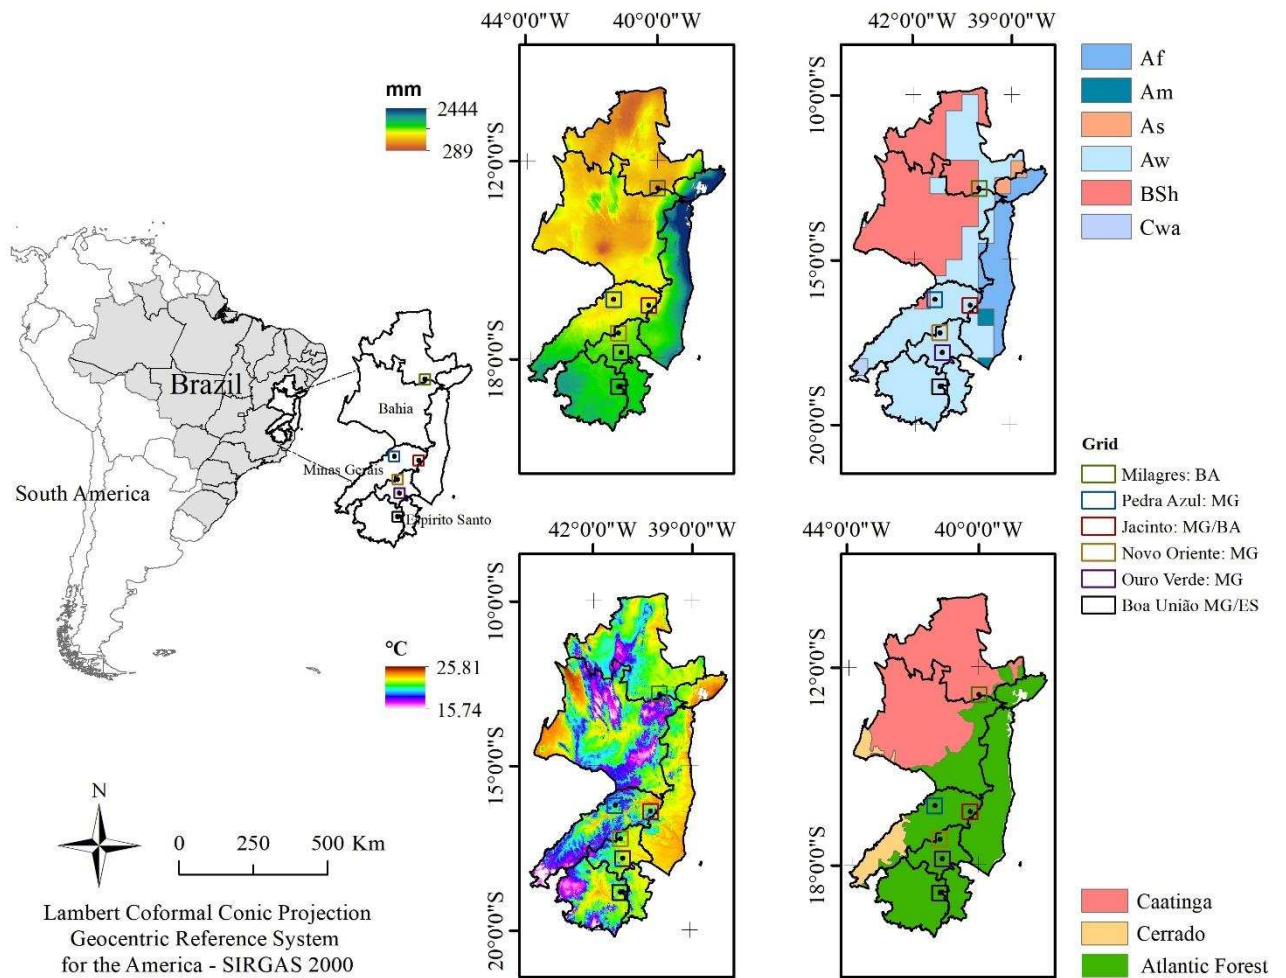 44°0'0"W 40°0'0"W
42°0'0"W 39°0'0"W
mm
2444
289
12°0'0"S
18°0'0"S
10°0'0"S
15°0'0"S
20°0'0"S
Af
Am
As
Aw
BSh
Cwa
Brazil
South America
Bahia
Minas Gerais
Espirito Santo
Grid
Milagres: BA
Pedra Azul: MG
Jacinto: MG/BA
Novo Oriente: MG
Ouro Verde: MG
Boa União MG/ES
42°0'0"W 39°0'0"W
44°0'0"W 40°0'0"W
°C
25.81
15.74
10°0'0"S
15°0'0"S
20°0'0"S
12°0'0"S
18°0'0"S
N
0 250 500 Km
Lambert Coformal Conic Projection
Geocentric Reference System
for the America - SIRGAS 2000
Caatinga
Cerrado
Atlantic Forest